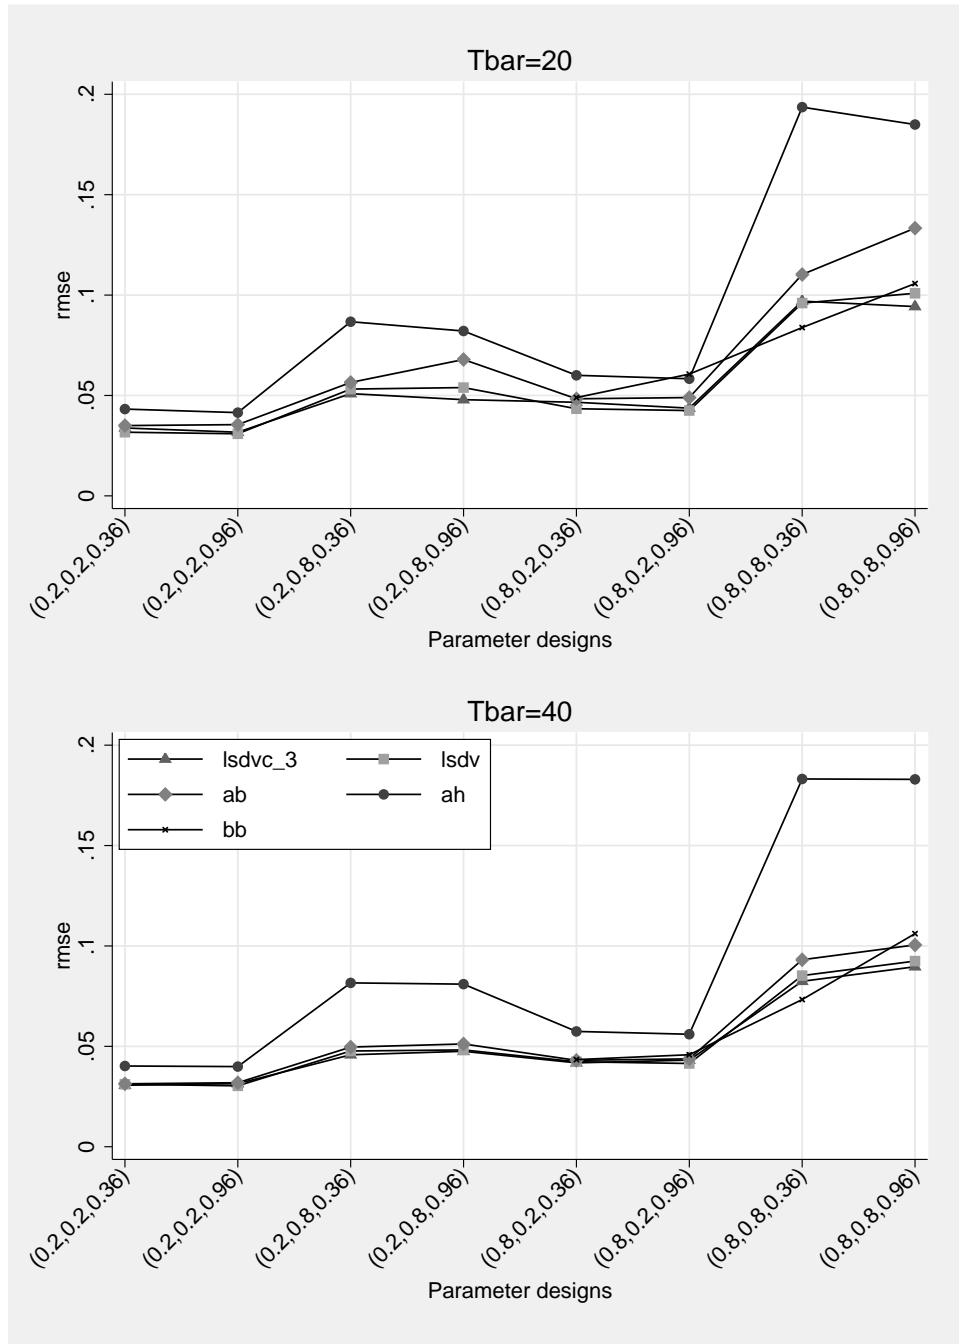 Tbar=20
rmse
.2
.15
.1
.05
0
(0.2,0.2,0.36)
(0.2,0.2,0.96)
(0.2,0.8,0.36)
(0.2,0.8,0.96)
(0.8,0.2,0.36)
(0.8,0.2,0.96)
(0.8,0.8,0.36)
(0.8,0.8,0.96)
Parameter designs
Tbar=40
lsdvc_3 lsdv
ab ah
bb
rmse
.2
.15
.1
.05
0
(0.2,0.2,0.36)
(0.2,0.2,0.96)
(0.2,0.8,0.36)
(0.2,0.8,0.96)
(0.8,0.2,0.36)
(0.8,0.2,0.96)
(0.8,0.8,0.36)
(0.8,0.8,0.96)
Parameter designs